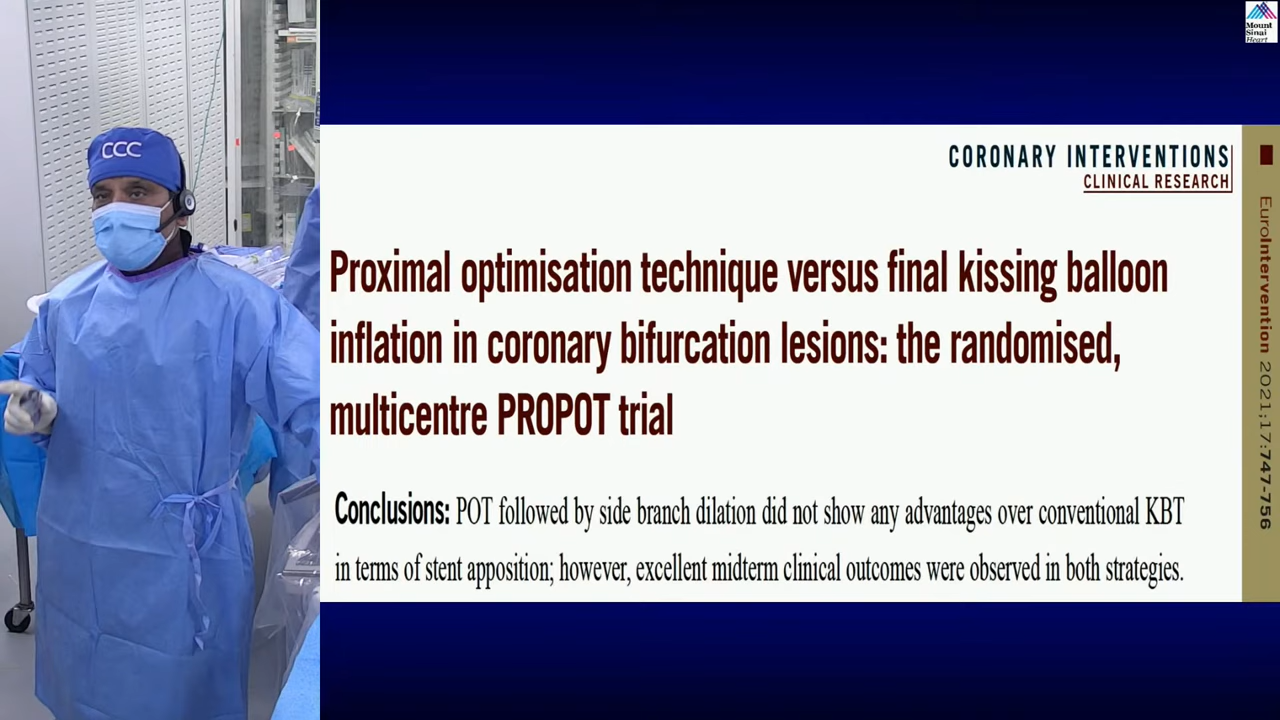 CCC
Mount
Sinai
Heart
CORONARY INTERVENTIONS
CLINICAL RESEARCH
Proximal optimisation technique versus final kissing balloon
inflation in coronary bifurcation lesions: the randomised,
multicentre PROPOT trial
Conclusions: POT followed by side branch dilation did not show any advantages over conventional KBT
in terms of stent apposition; however, excellent midterm clinical outcomes were observed in both strategies.
EuroIntervention 2021;17:747-756